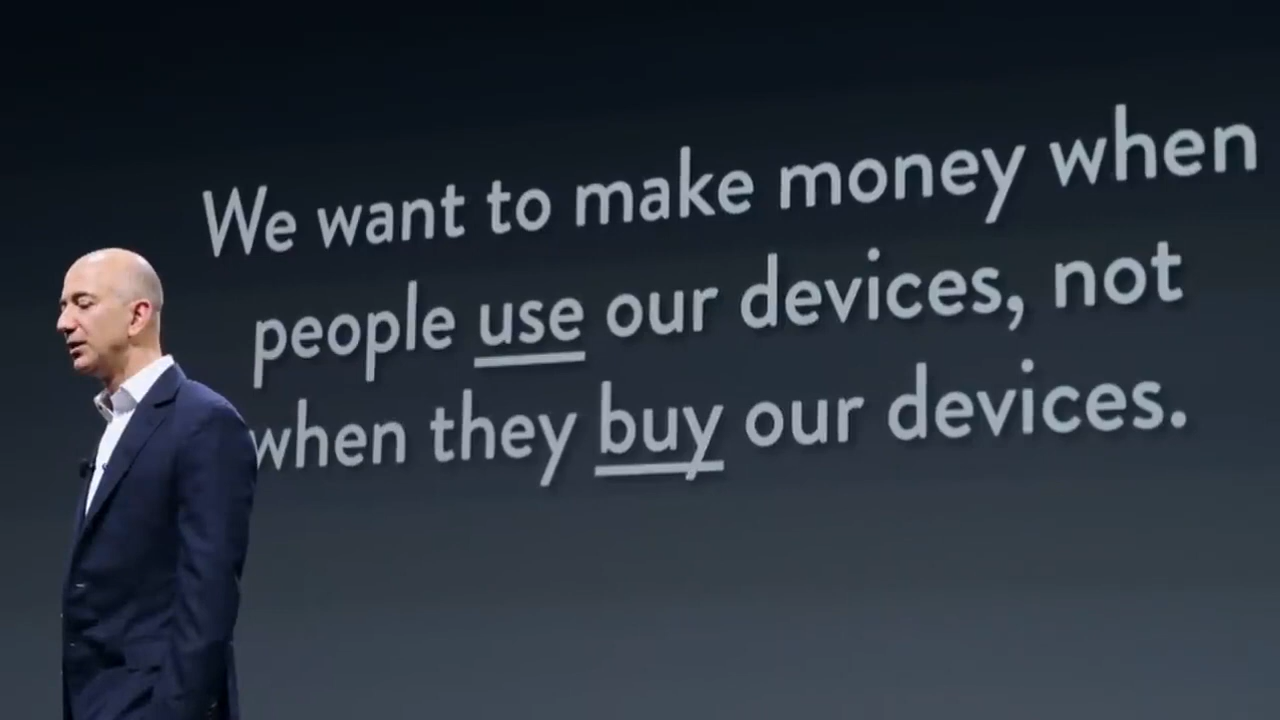 We want to make money when
people use our devices, not
when they buy our devices.